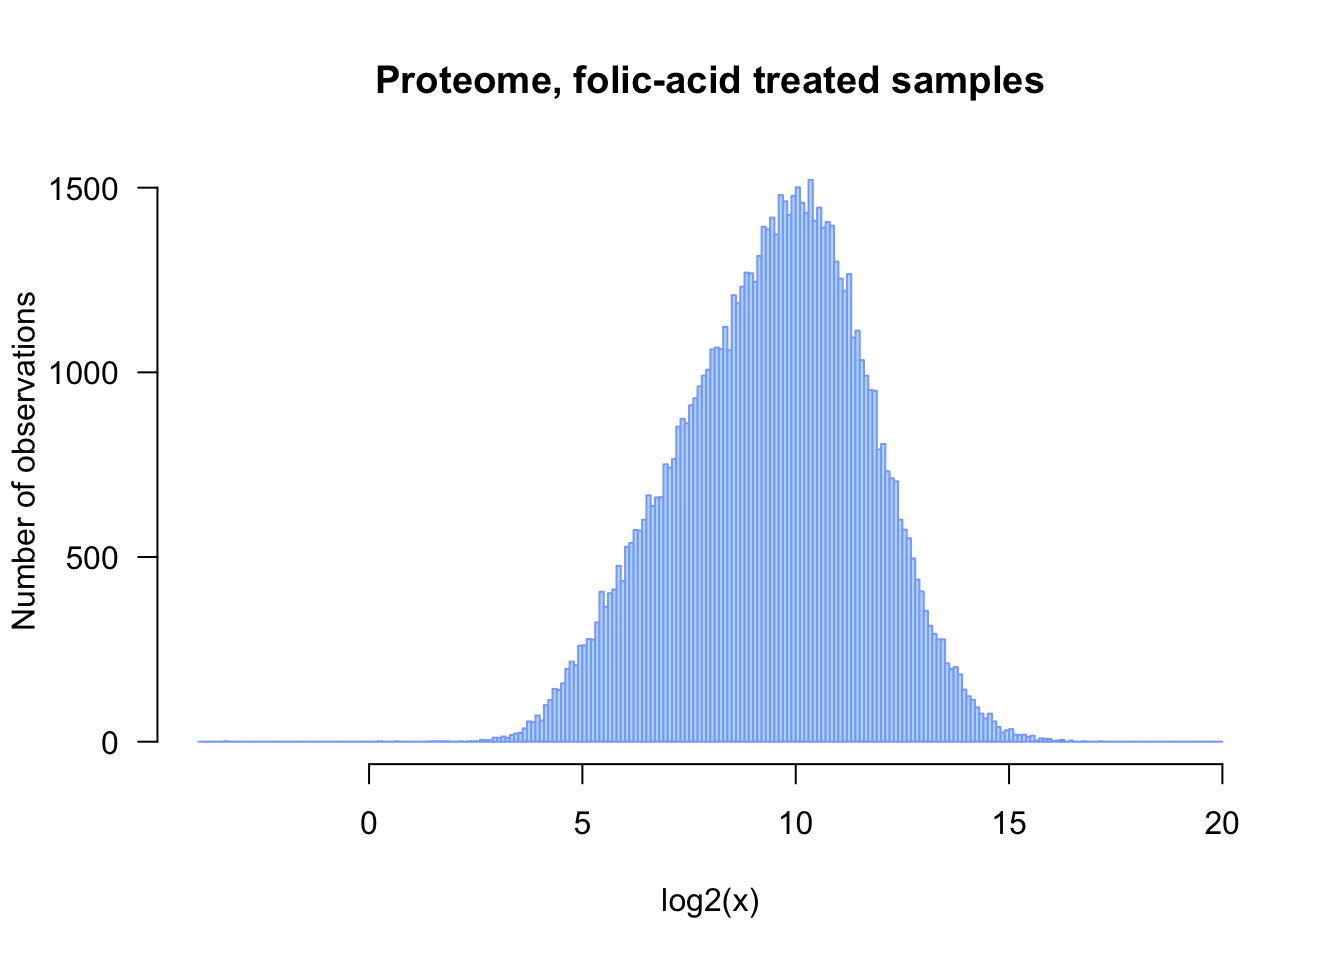 Proteome, folic-acid treated samples
Number of observations
1500
1000
500
0
0 5 10 15 20
log2(x)